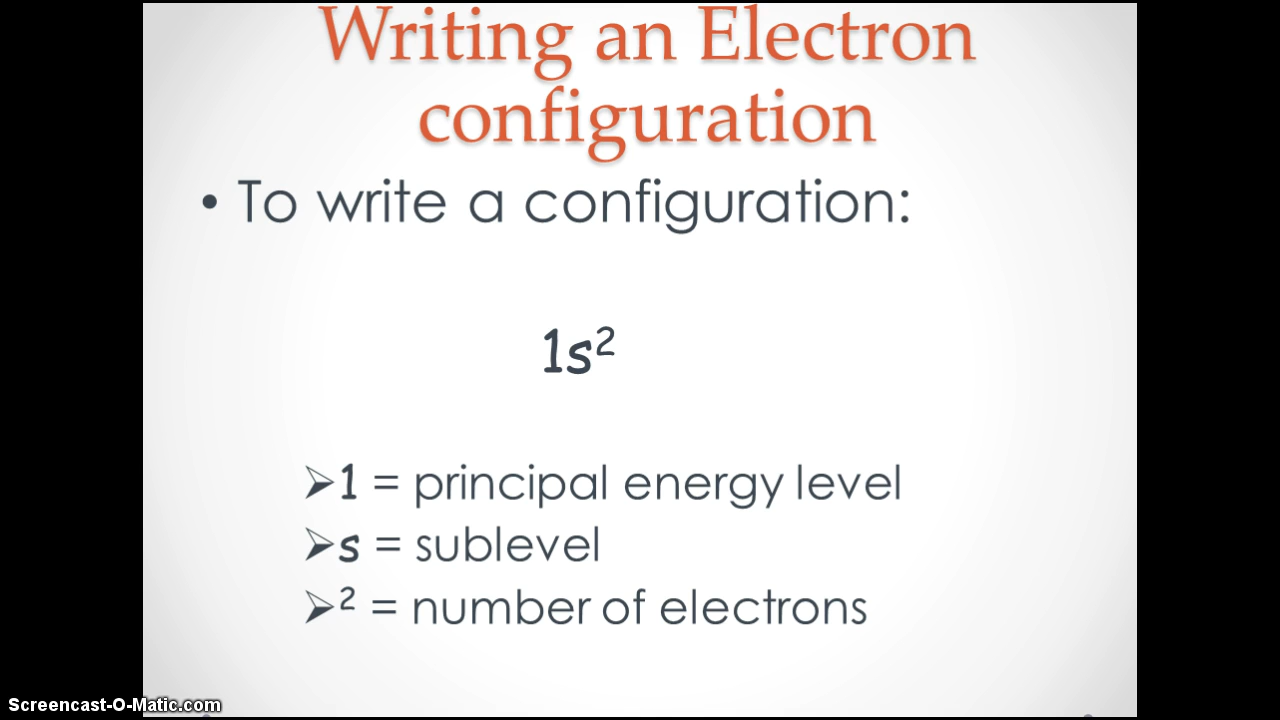 Writing an Electron
configuration
• To write a configuration:
1s²
➢1 = principal energy level
➢s = sublevel
➢² = number of electrons
Screencast-O-Matic.com